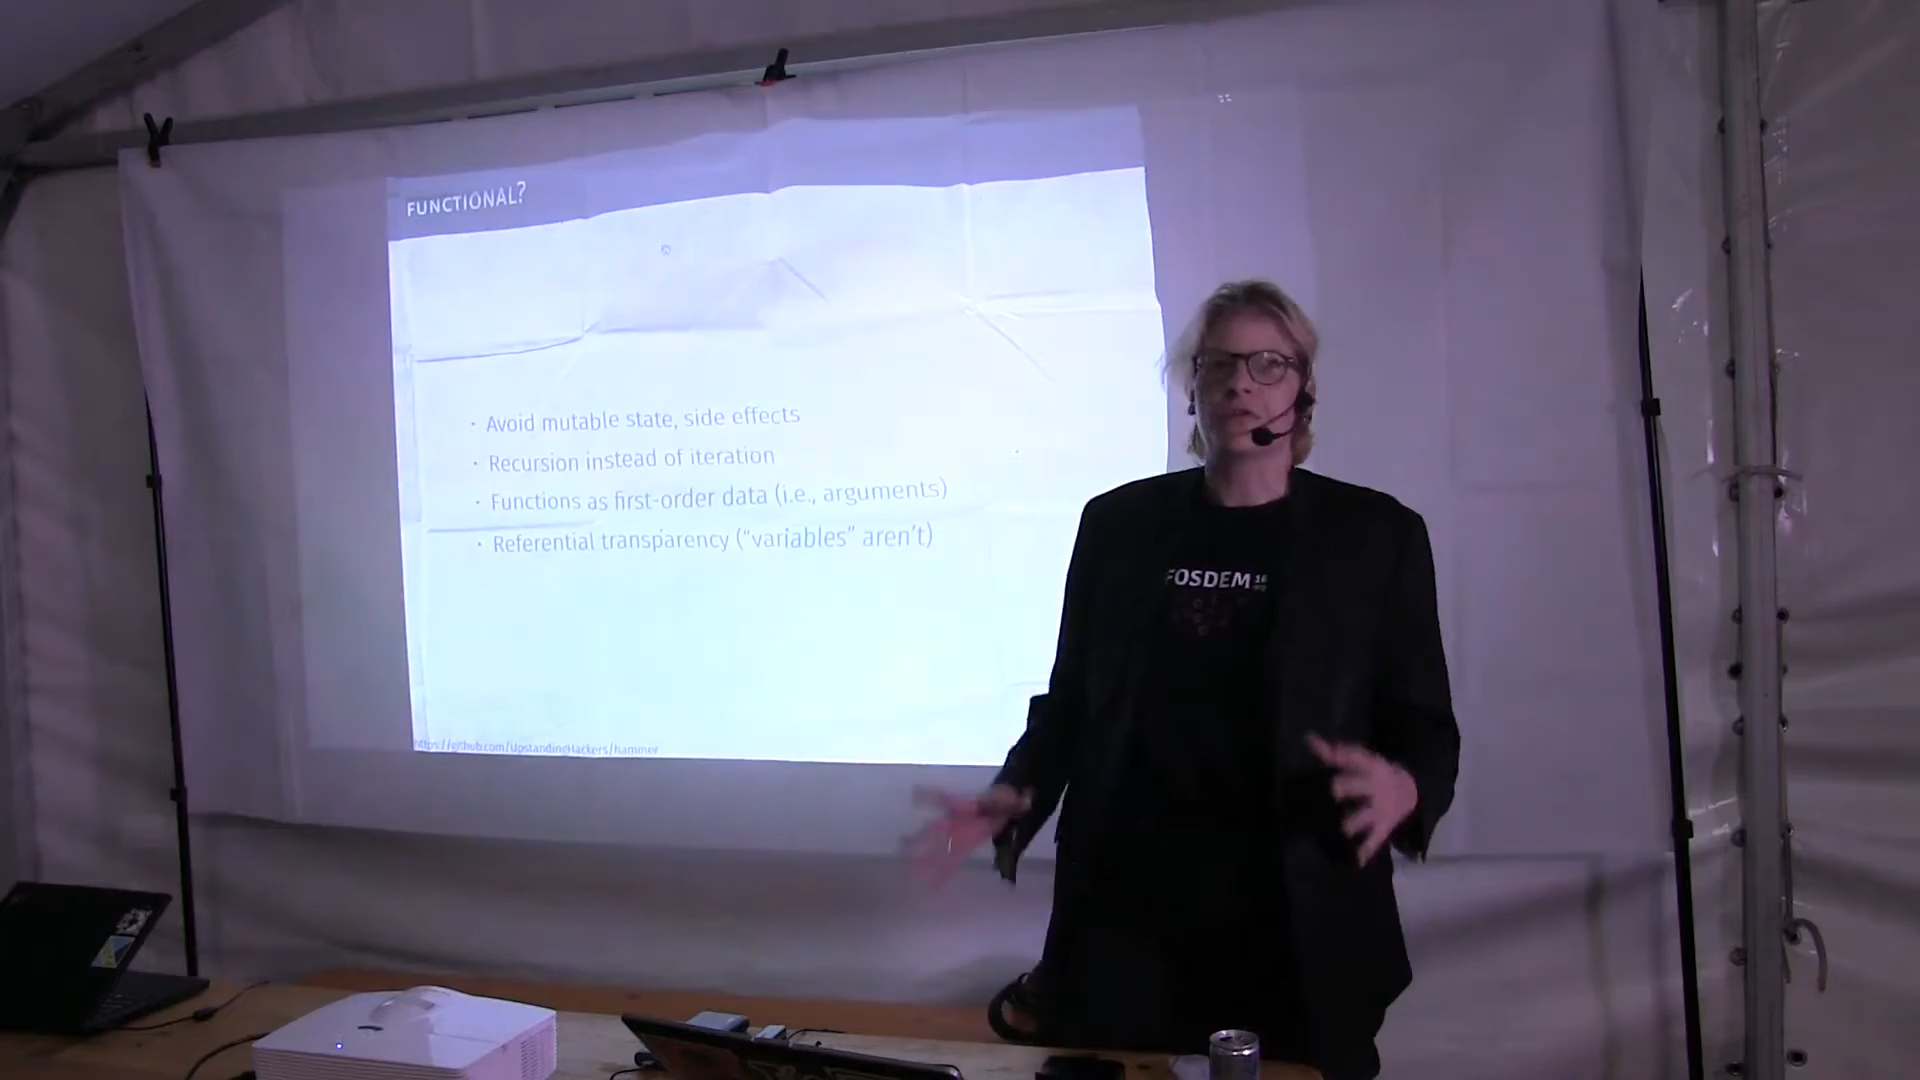 FUNCTIONAL?
· Avoid mutable state, side effects
· Recursion instead of iteration
· Functions as first-order data (i.e., arguments)
· Referential transparency (“variables” aren’t)
https://github.com/UpstandingHackers/hammer
FOSDEM 16